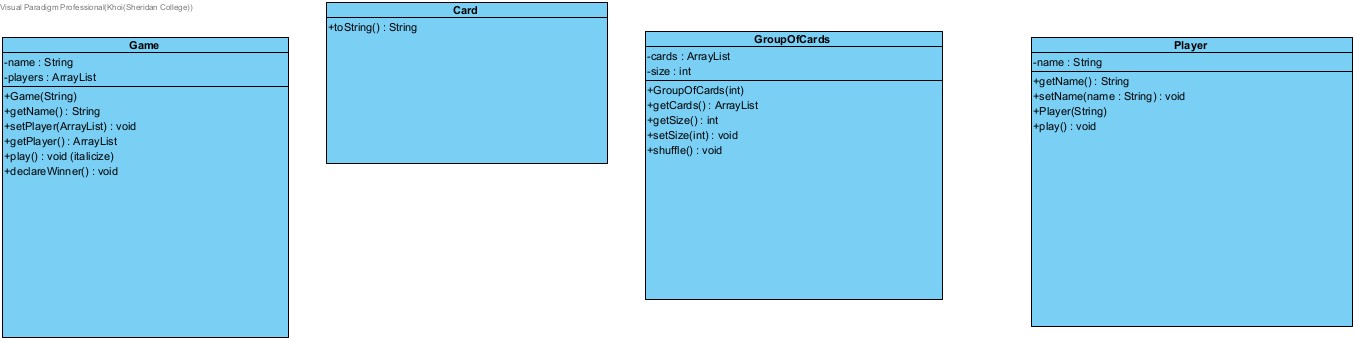 Visual Paradigm Professional(Khoi(Sheridan College))
Game
-name : String
-players : ArrayList
+Game(String)
+getName() : String
+setPlayer(ArrayList) : void
+getPlayer() : ArrayList
+play() : void (italicize)
+declareWinner() : void
Card
+toString() : String
GroupOfCards
-cards : ArrayList
-size : int
+GroupOfCards(int)
+getCards() : ArrayList
+getSize() : int
+setSize(int) : void
+shuffle() : void
Player
-name : String
+getName() : String
+setName(name : String) : void
+Player(String)
+play() : void